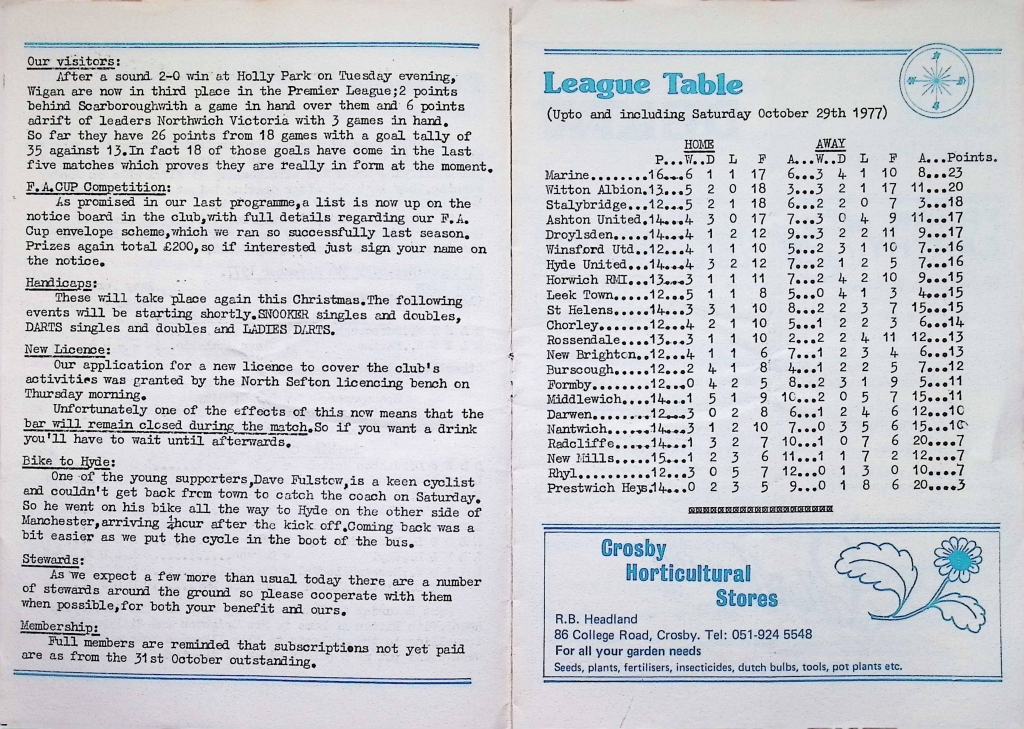 Our visitors:
After a sound 2-0 win at Holly Park on Tuesday evening,
Wigan are now in third place in the Premier League;2 points
behind Scarboroughwith a game in hand over them and 6 points
adrift of leaders Northwich Victoria with 3 games in hand.
So far they have 26 points from 18 games with a goal tally of
35 against 13.In fact 18 of those goals have come in the last
five matches which proves they are really in form at the moment.
F.A.CUP Competition:
As promised in our last programme,a list is now up on the
notice board in the club,with full details regarding our F.A.
Cup envelope scheme,which we ran so successfully last season.
Prizes again total £200,so if interested just sign your name on
the notice.
Handicaps:
These will take place again this Christmas.The following
events will be starting shortly.SNOOKER singles and doubles,
DARTS singles and doubles and LADIES DARTS.
New Licence:
Our application for a new licence to cover the club's
activities was granted by the North Sefton licencing bench on
Thursday morning.
Unfortunately one of the effects of this now means that the
bar will remain closed during the match.So if you want a drink
you'll have to wait until afterwards.
Bike to Hyde:
One of the young supporters,Dave Fulstow,is a keen cyclist
and couldn't get back from town to catch the coach on Saturday.
So he went on his bike all the way to Hyde on the other side of
Manchester,arriving ¼hour after the kick off.Coming back was a
bit easier as we put the cycle in the boot of the bus.
Stewards:
As we expect a few more than usual today there are a number
of stewards around the ground so please cooperate with them
when possible,for both your benefit and ours.
Membership:
Full members are reminded that subscriptions not yet paid
are as from the 31st October outstanding.
League Table
(Upto and including Saturday October 29th 1977)
HOME AWAY
P...W..D L F A...W..D L F A...Points.
Marine........16...6 1 1 17 6...3 4 1 10 8...23
Witton Albion.13...5 2 0 18 3...3 2 1 17 11...20
Stalybridge...12...5 2 1 18 6...2 2 0 7 3...18
Ashton United.14...4 3 0 17 7...3 0 4 9 11...17
Droylsden.....14...4 1 2 12 9...3 2 2 11 9...17
Winsford Utd..12...4 1 1 10 5...2 3 1 10 7...16
Hyde United...14...4 3 2 12 7...2 1 2 5 7...16
Horwich RMI...13...3 1 1 11 7...2 4 2 10 9...15
Leek Town.....12...5 1 1 8 5...0 4 1 3 4...15
St Helens.....14...3 3 1 10 8...2 2 3 7 15...15
Chorley.......12...4 2 1 10 5...1 2 2 3 6...14
Rossendale....13...3 1 1 10 2...2 2 4 11 12...13
New Brighton..12...4 1 1 6 7...1 2 3 4 6...13
Burscough.....12...2 4 1 8 4...1 2 2 5 7...12
Formby........12...0 4 2 5 8...2 3 1 9 5...11
Middlewich....14...1 5 1 9 10...2 0 5 7 15...11
Darwen........12...3 0 2 8 6...1 2 4 6 12...10
Nantwich......14...3 1 2 10 7...0 3 5 6 15...10
Radcliffe.....14...1 3 2 7 10...1 0 7 6 20....7
New Mills.....15...1 2 3 6 11...1 1 7 2 12....7
Rhyl..........12...3 0 5 7 12...0 1 3 0 10....7
Prestwich Heys.14...0 2 3 5 9...0 1 8 6 20....3
Crosby
Horticultural
Stores
R.B. Headland
86 College Road, Crosby. Tel: 051-924 5548
For all your garden needs
Seeds, plants, fertilisers, insecticides, dutch bulbs, tools, pot plants etc.